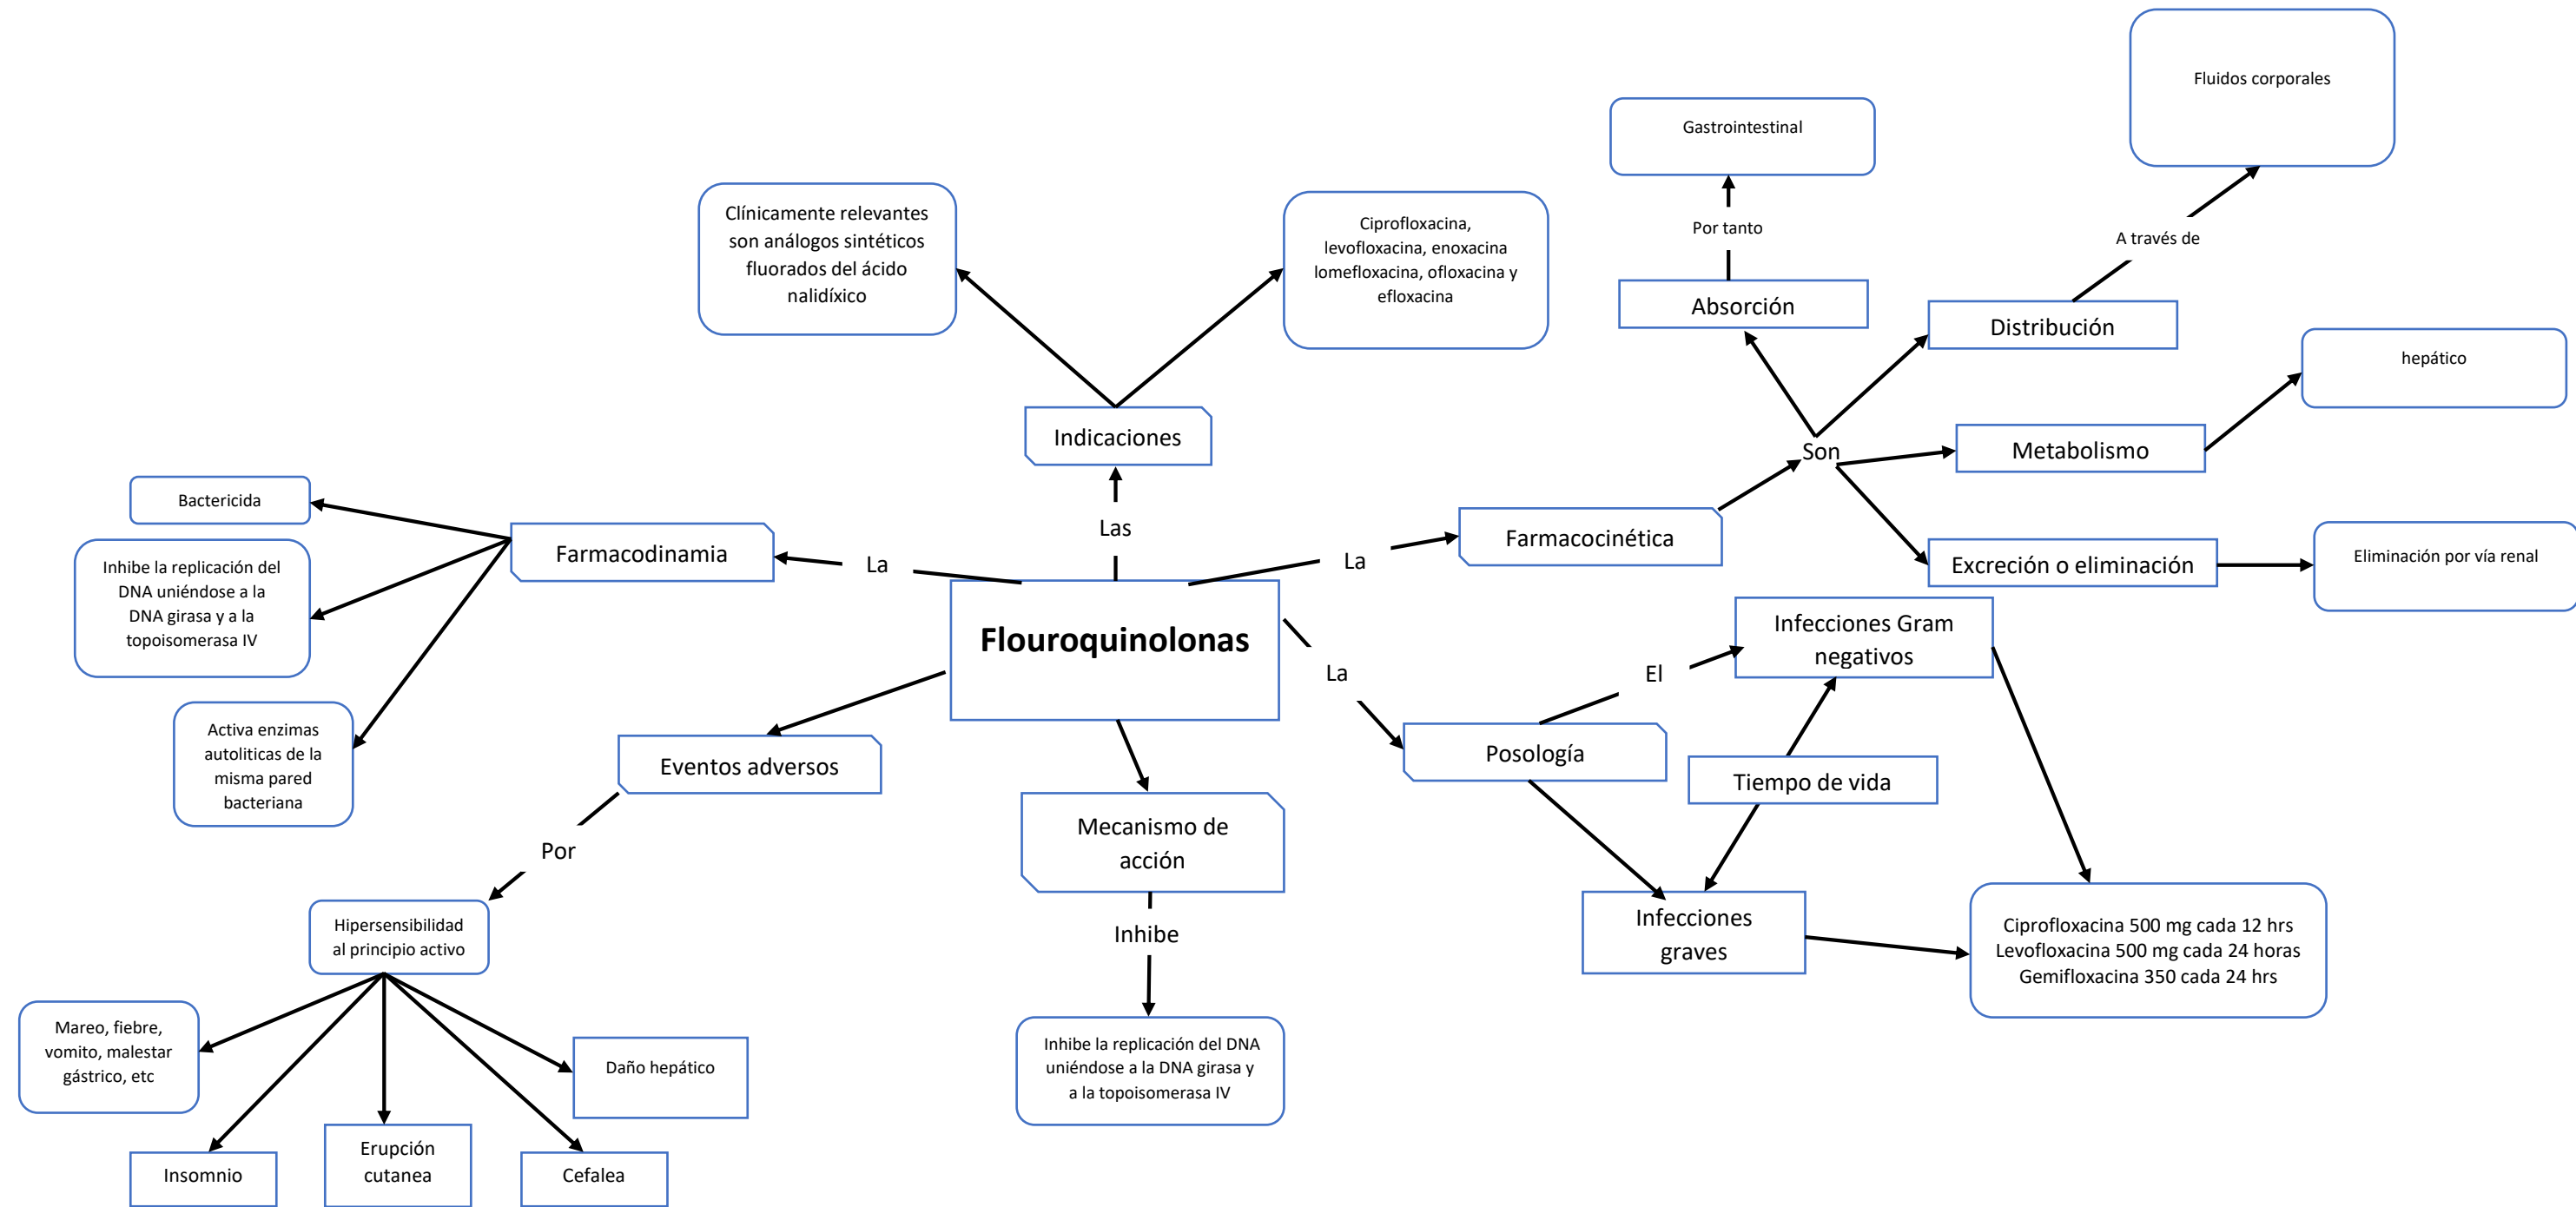 Fluidos corporales
Gastrointestinal
Clínicamente relevantes
son análogos sintéticos
fluorados del ácido
nalidíxico
Ciprofloxacina,
levofloxacina, enoxacina
lomefloxacina, ofloxacina y
efloxacina
Por tanto
A través de
Absorción
Distribución
hepático
Indicaciones
Son
Metabolismo
Bactericida
Las
Farmacodinamia
La
La
Farmacocinética
Excreción o eliminación
Eliminación por vía renal
Inhibe la replicación del
DNA uniéndose a la
DNA girasa y a la
topoisomerasa IV
Flouroquinolonas
Infecciones Gram
negativos
La
El
Activa enzimas
autoliticas de la
misma pared
bacteriana
Eventos adversos
Posología
Tiempo de vida
Mecanismo de
acción
Por
Inhibe
Infecciones
graves
Ciprofloxacina 500 mg cada 12 hrs
Levofloxacina 500 mg cada 24 horas
Gemifloxacina 350 cada 24 hrs
Hipersensibilidad
al principio activo
Mareo, fiebre,
vomito, malestar
gástrico, etc
Daño hepático
Inhibe la replicación del DNA
uniéndose a la DNA girasa y
a la topoisomerasa IV
Insomnio
Erupción
cutanea
Cefalea